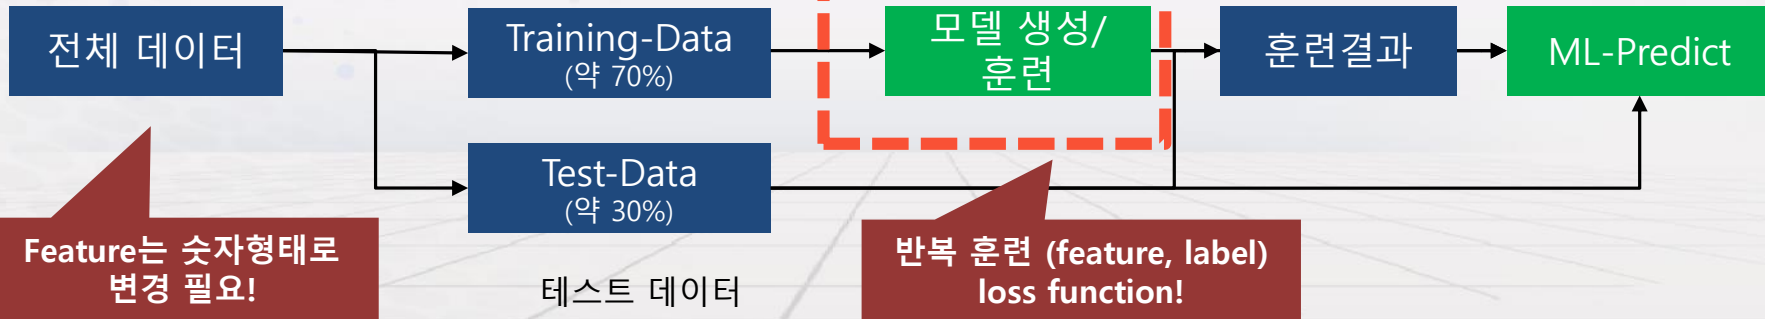 전체 데이터
Training-Data
(약 70%)
모델 생성/
훈련
훈련결과
ML-Predict
Test-Data
(약 30%)
Feature는 숫자형태로
변경 필요!
테스트 데이터
반복 훈련 (feature, label)
loss function!